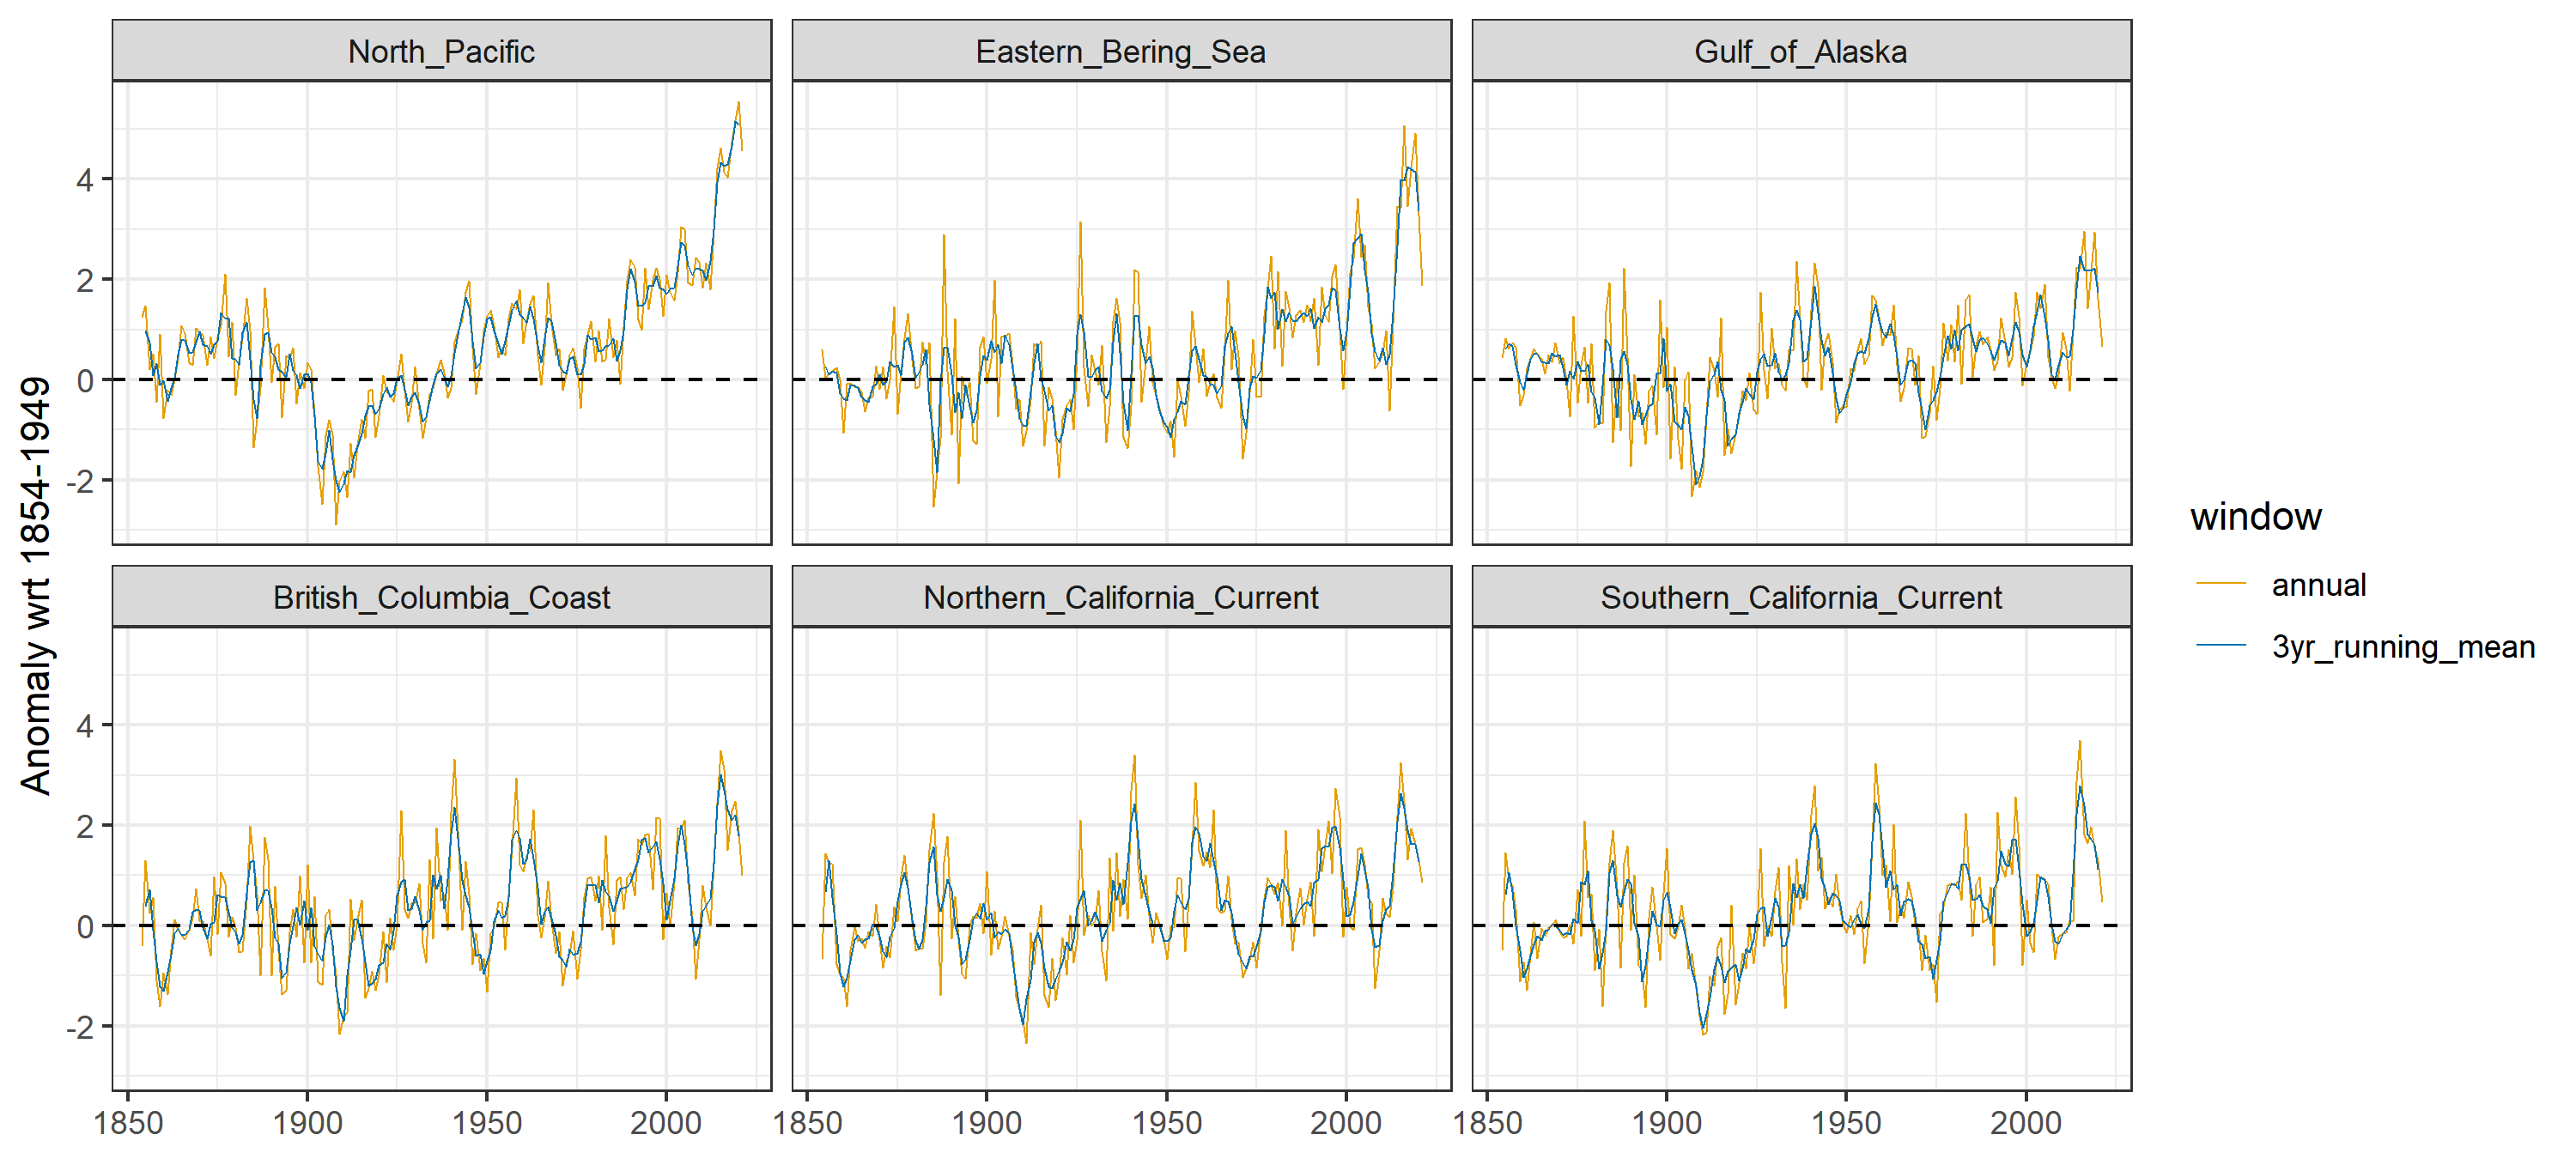 North_Pacific
Eastern_Bering_Sea
Gulf_of_Alaska
4
2
0
-2
British_Columbia_Coast
Northern_California_Current
Southern_California_Current
4
2
0
-2
1850
1900
1950
2000
1850
1900
1950
2000
1850
1900
1950
2000
Anomaly wrt 1854-1949
window
annual
3yr_running_mean